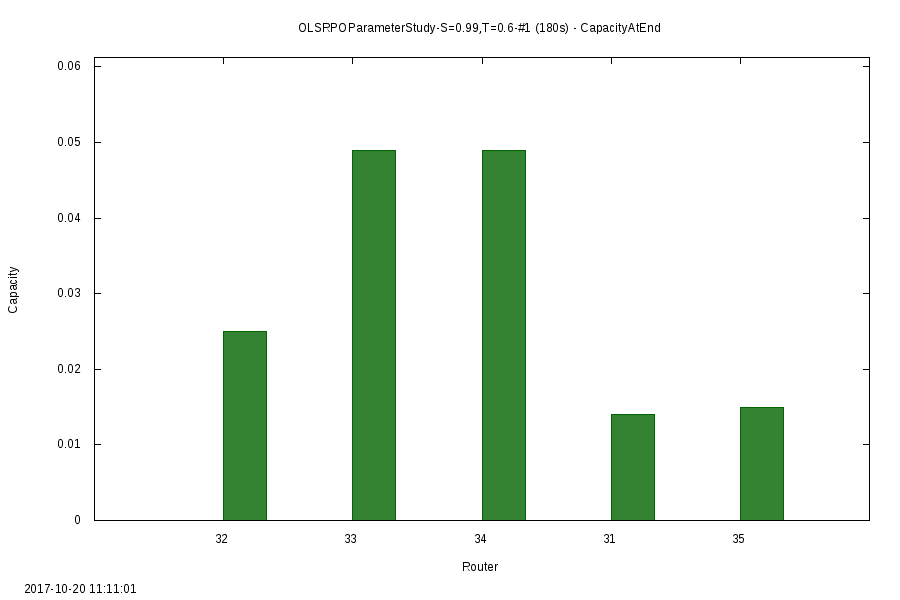 OLSRPOParameterStudy-S=0.99,T=0.6-#1 (180s) - CapacityAtEnd
0.06
0.05
0.04
0.03
0.02
0.01
0
Capacity
32 33 34 31 35
Router
2017-10-20 11:11:01